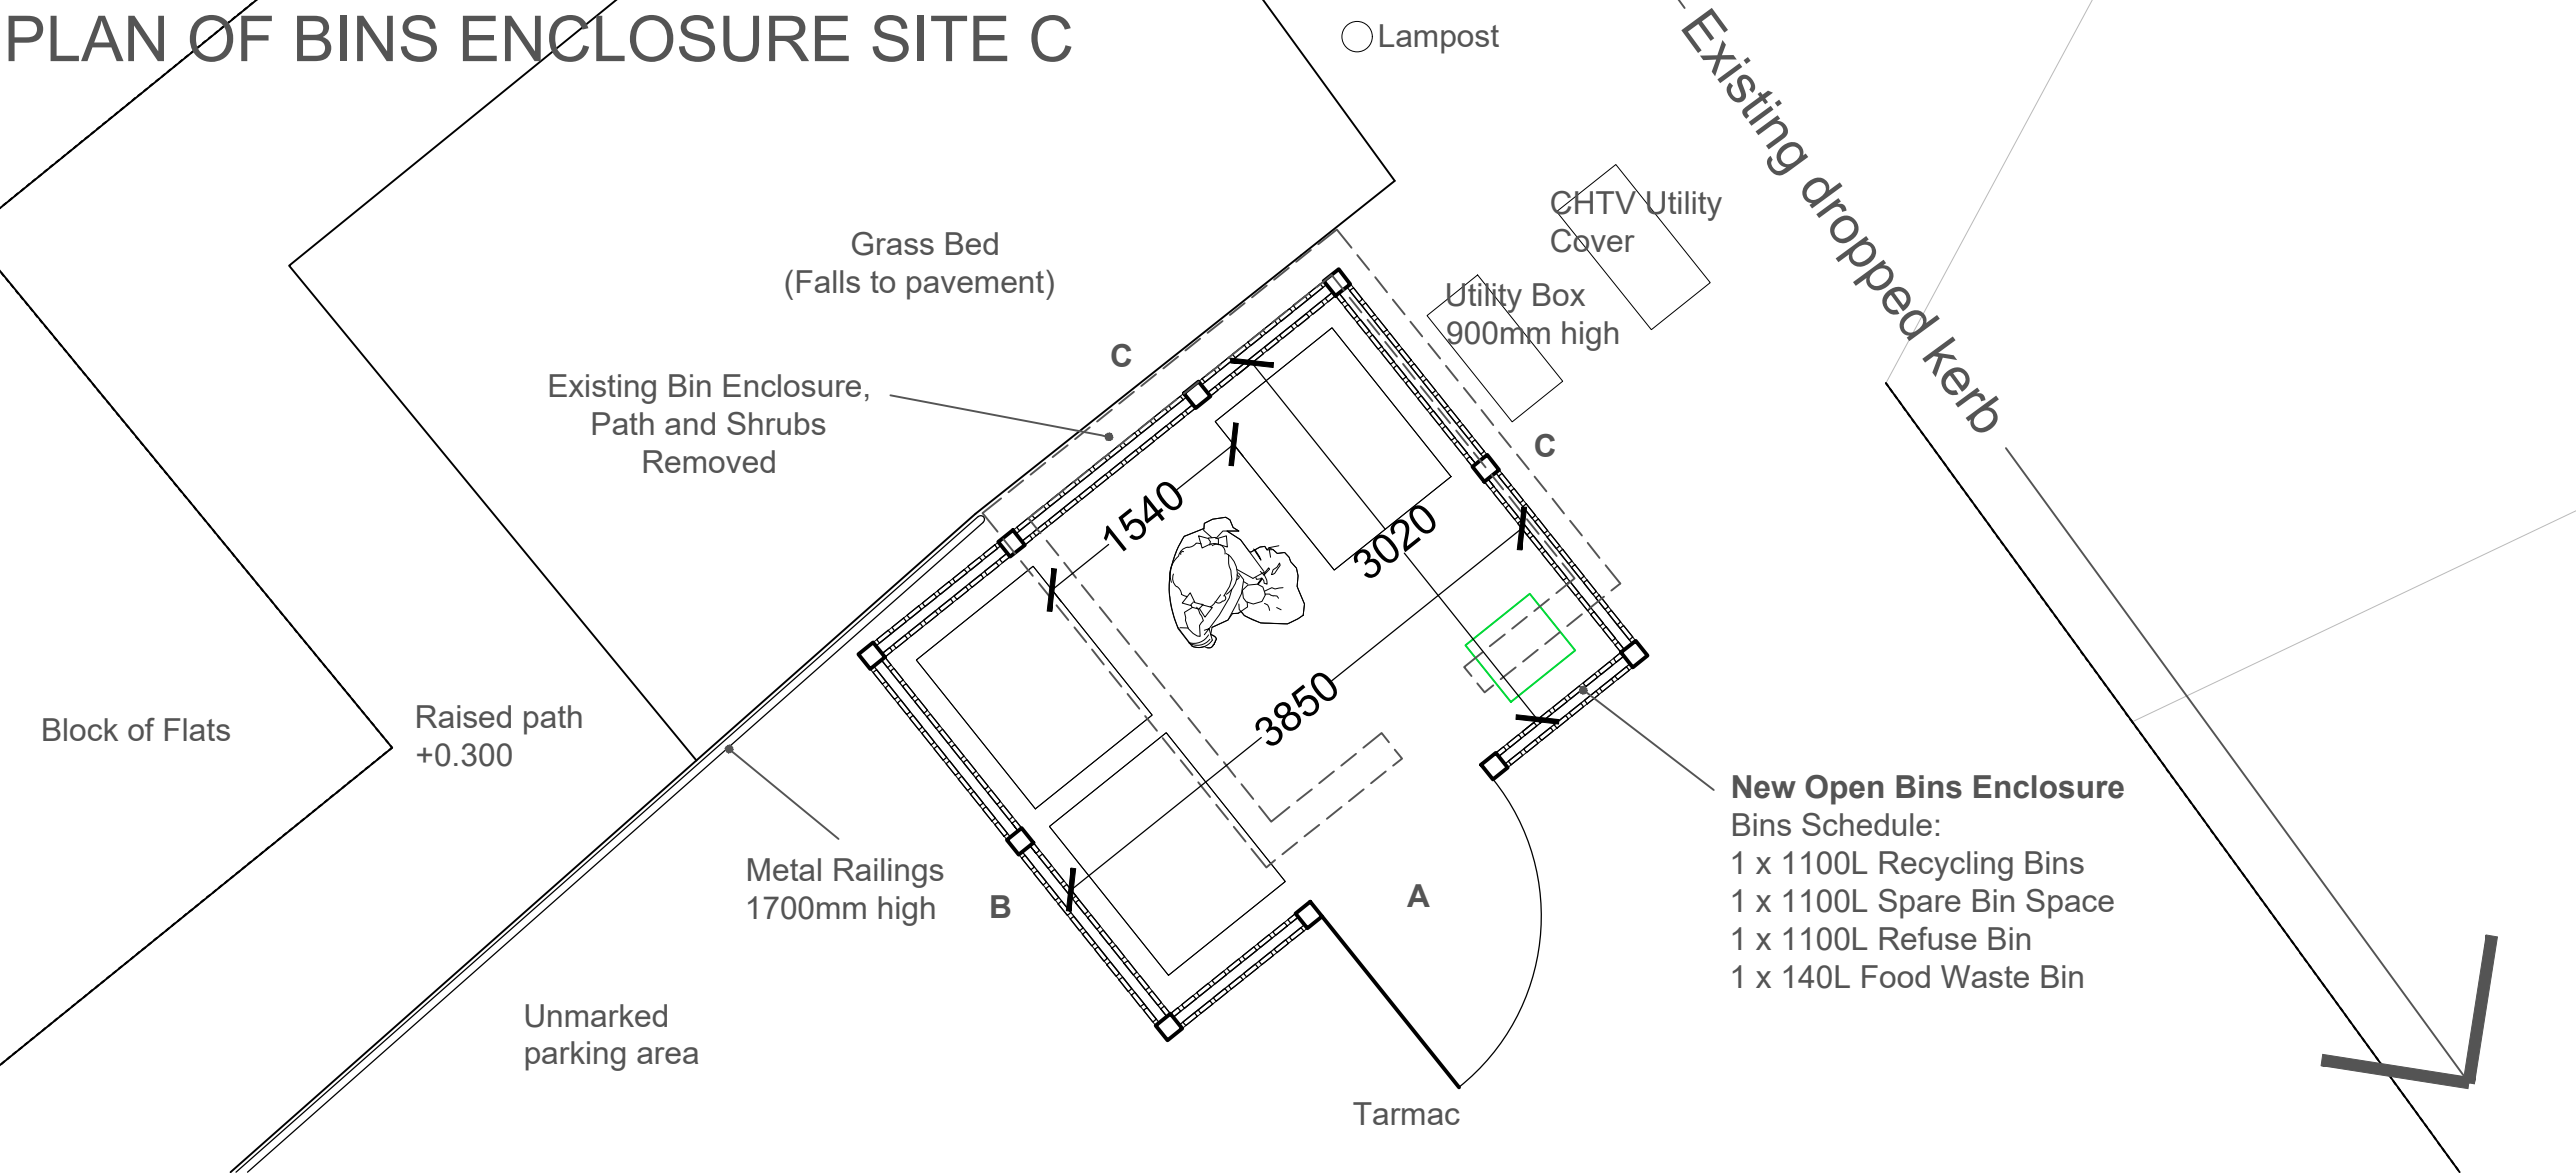 PLAN OF BINS ENCLOSURE SITE C
Lampost
Existing dropped kerb
CHTV Utility
Cover
Grass Bed
(Falls to pavement)
Utility Box
900mm high
C
Existing Bin Enclosure,
Path and Shrubs
Removed
C
1540
3020
3850
Block of Flats
Raised path
+0.300
New Open Bins Enclosure
Bins Schedule:
1 x 1100L Recycling Bins
1 x 1100L Spare Bin Space
1 x 1100L Refuse Bin
1 x 140L Food Waste Bin
Metal Railings
1700mm high
B
A
Unmarked
parking area
Tarmac